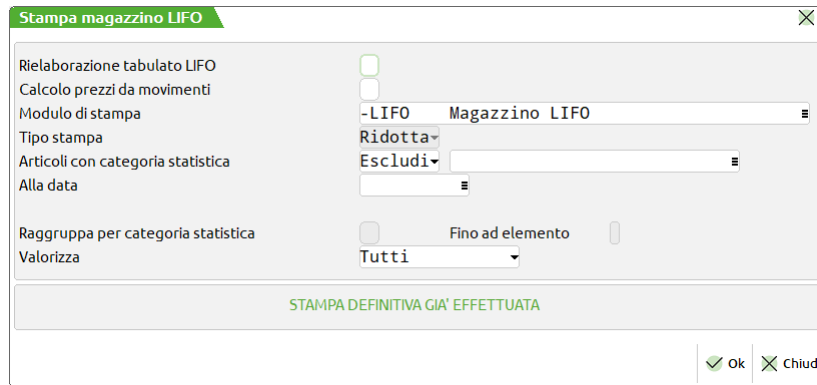 Stampa magazzino LIFO
Rielaborazione tabulato LIFO
Calcolo prezzi da movimenti
Modulo di stampa -LIFO Magazzino LIFO
Tipo stampa Ridotta
Articoli con categoria statistica Escludi
Alla data
Raggruppa per categoria statistica Fino ad elemento
Valorizza Tutti
STAMPA DEFINITIVA GIA' EFFETTUATA
Ok Chiud